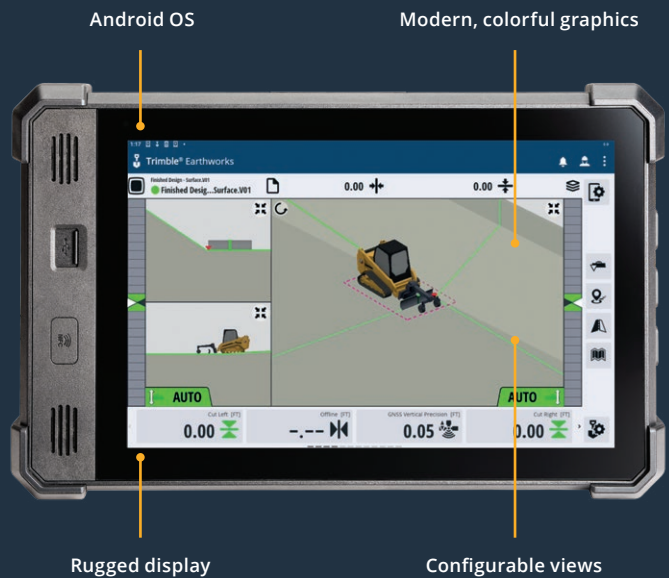 Android OS
Modern, colorful graphics
1:17
Trimble® Earthworks
Finished Design - Surface.V01
Finished Desig...Surface.V01
0.00
0.00
AUTO
AUTO
Cut Left [FT]
Offline [FT]
GNSS Vertical Precision [FT]
Cut Right [FT]
0.00
-.--
0.05
0.00
Rugged display
Configurable views